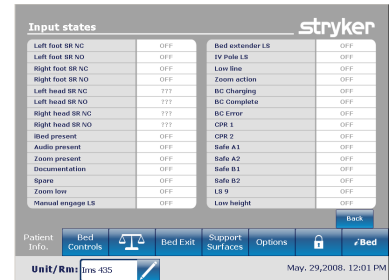 Input states
stryker
Left foot SR NC OFF
Left foot SR NO OFF
Right foot SR NC OFF
Right foot SR NO OFF
Left head SR NC ???
Left head SR NO ???
Right head SR NC ???
Right head SR NO ???
iBed present OFF
Audio present OFF
Zoom present OFF
Documentation OFF
Spare OFF
Zoom low OFF
Manual engage LS OFF
Bed extender LS OFF
IV Pole LS OFF
Low line OFF
Zoom action OFF
BC Charging OFF
BC Complete OFF
BC Error OFF
CPR 1 OFF
CPR 2 OFF
Safe A1 OFF
Safe A2 OFF
Safe B1 OFF
Safe B2 OFF
LS 9 OFF
Low height OFF
Back
Patient Info.
Bed Controls
Bed Exit
Support Surfaces
Options
iBed
Unit/Rm: Ims 435
May. 29,2008. 12:01 PM